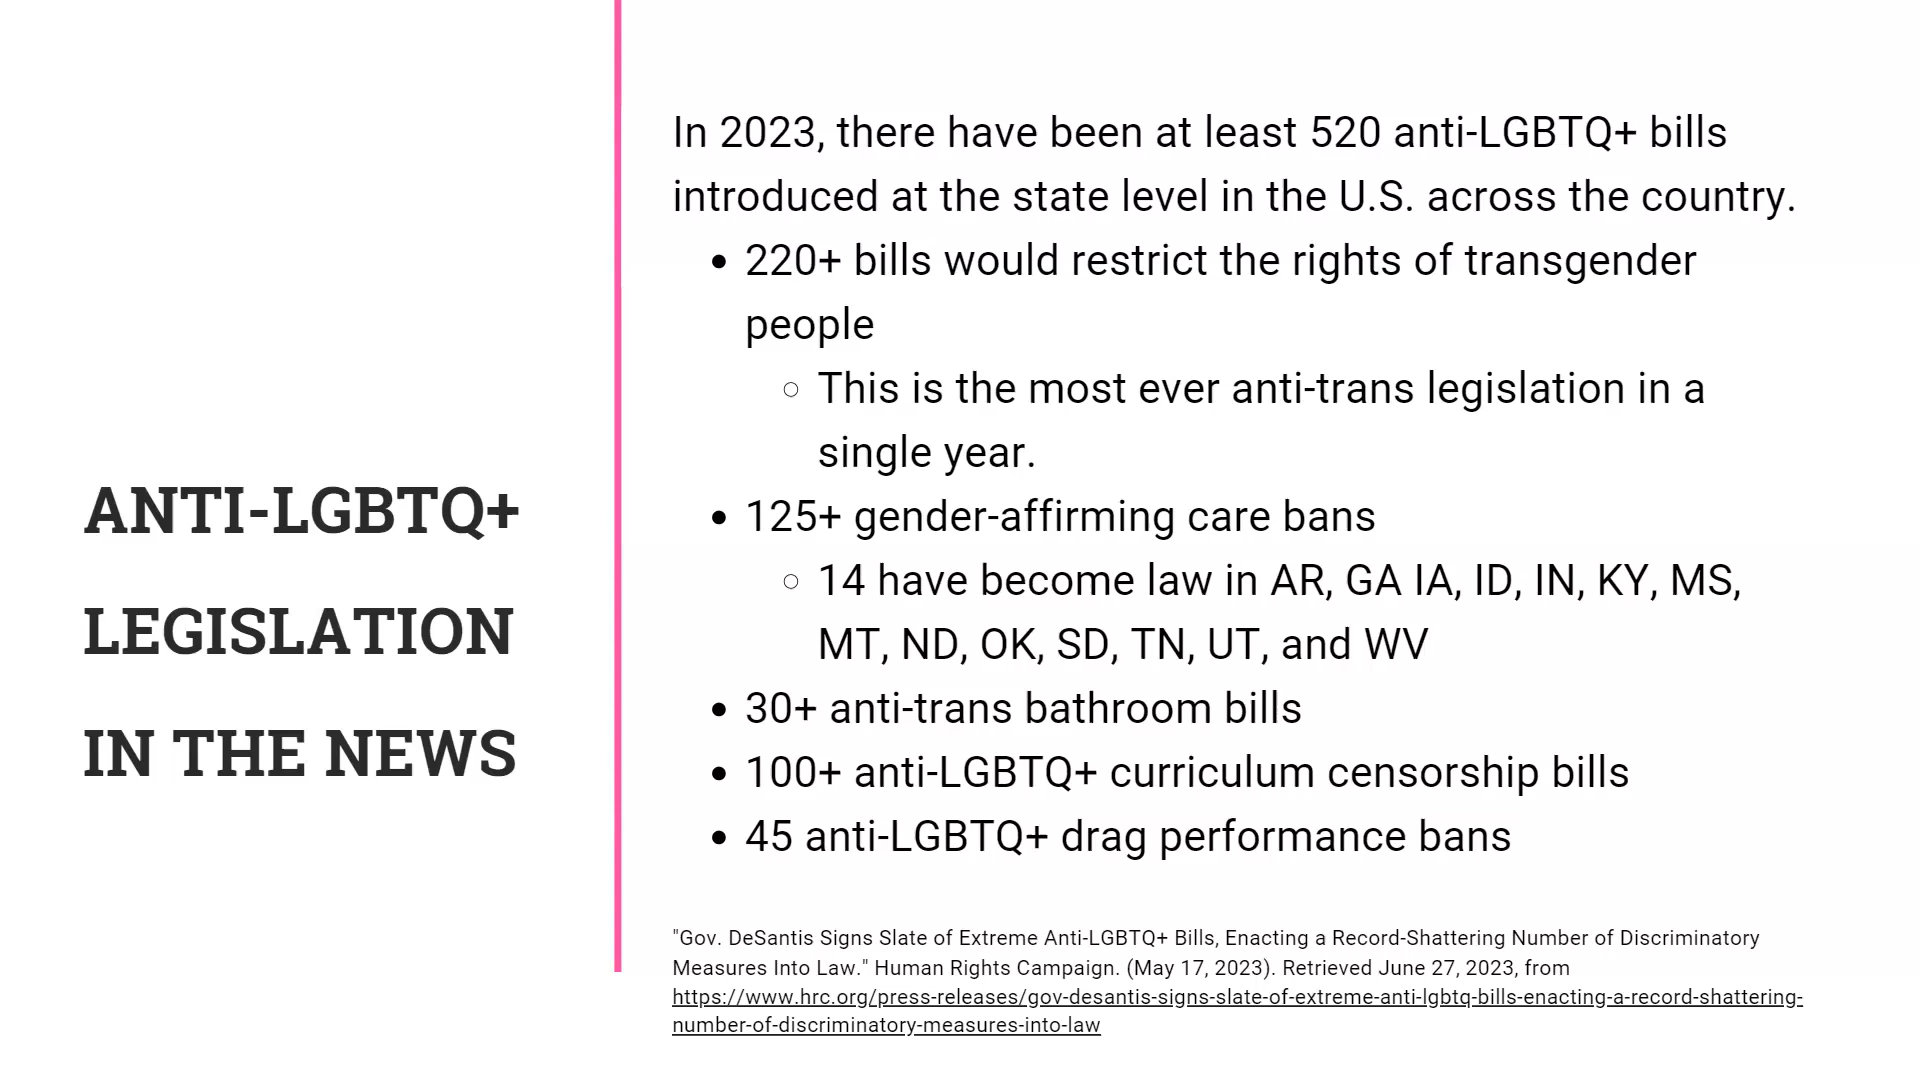 ANTI-LGBTQ+
LEGISLATION
IN THE NEWS
In 2023, there have been at least 520 anti-LGBTQ+ bills
introduced at the state level in the U.S. across the country.
• 220+ bills would restrict the rights of transgender
people
○ This is the most ever anti-trans legislation in a
single year.
• 125+ gender-affirming care bans
○ 14 have become law in AR, GA IA, ID, IN, KY, MS,
MT, ND, OK, SD, TN, UT, and WV
• 30+ anti-trans bathroom bills
• 100+ anti-LGBTQ+ curriculum censorship bills
• 45 anti-LGBTQ+ drag performance bans
"Gov. DeSantis Signs Slate of Extreme Anti-LGBTQ+ Bills, Enacting a Record-Shattering Number of Discriminatory
Measures Into Law." Human Rights Campaign. (May 17, 2023). Retrieved June 27, 2023, from
https://www.hrc.org/press-releases/gov-desantis-signs-slate-of-extreme-anti-lgbtq-bills-enacting-a-record-shattering-
number-of-discriminatory-measures-into-law